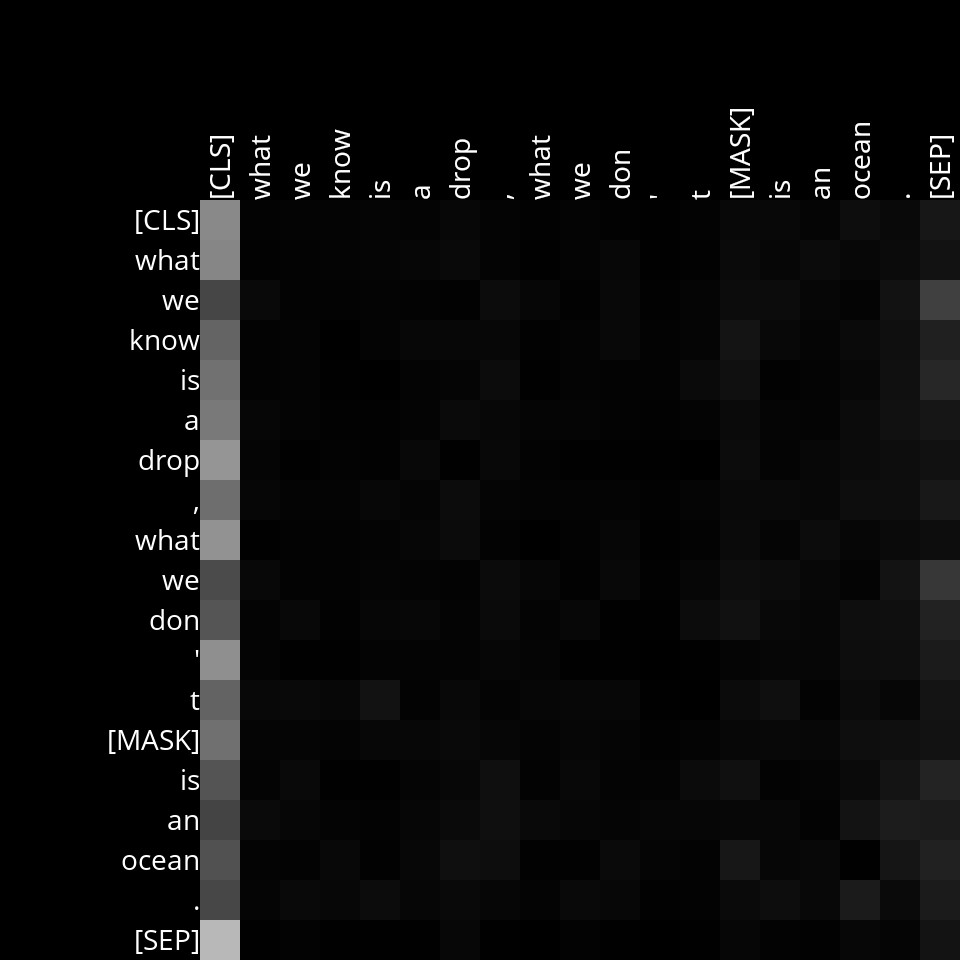 [CLS] what we know is a drop , what we don ' t [MASK] is an ocean . [SEP]
[CLS]
what
we
know
is
a
drop
,
what
we
don
'
t
[MASK]
is
an
ocean
.
[SEP]